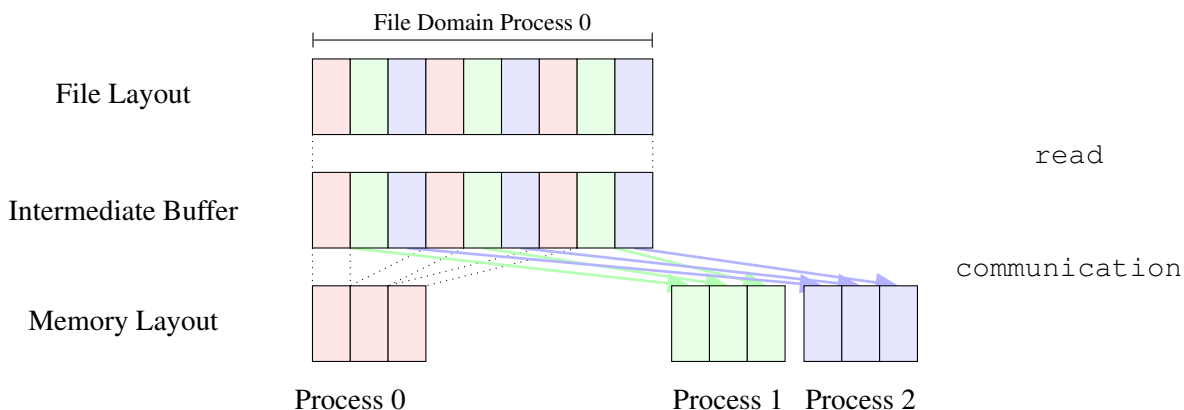 File Domain Process 0
File Layout
read
Intermediate Buffer
communication
Memory Layout
Process 0
Process 1
Process 2